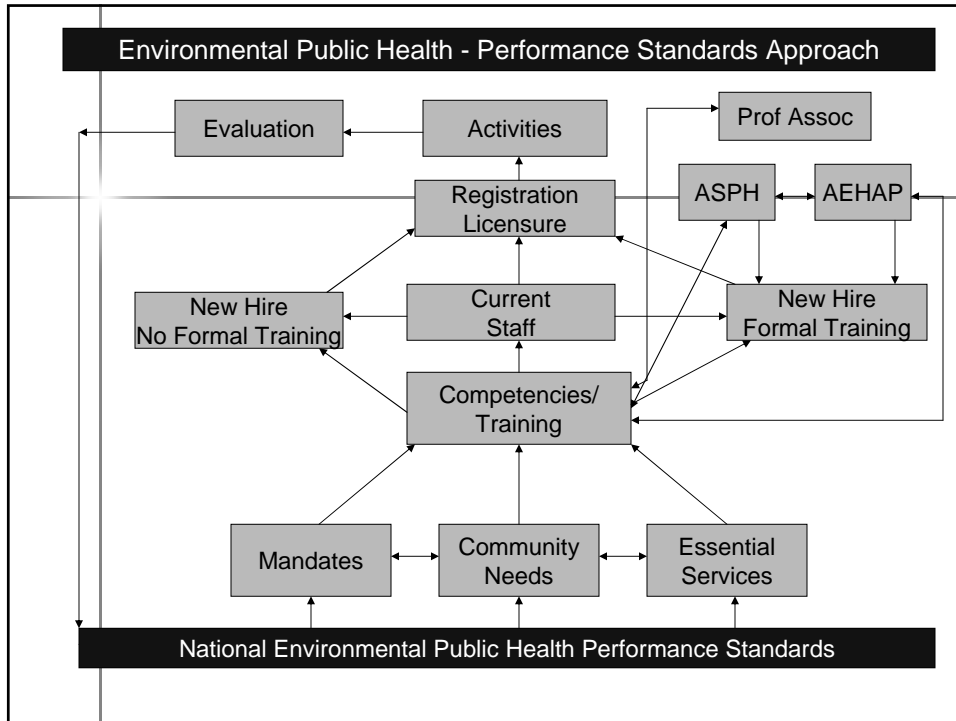 Environmental Public Health - Performance Standards Approach
Evaluation
Activities
Prof Assoc
Registration
Licensure
ASPH
AEHAP
New Hire
No Formal Training
Current
Staff
New Hire
Formal Training
Competencies/
Training
Mandates
Community
Needs
Essential
Services
National Environmental Public Health Performance Standards